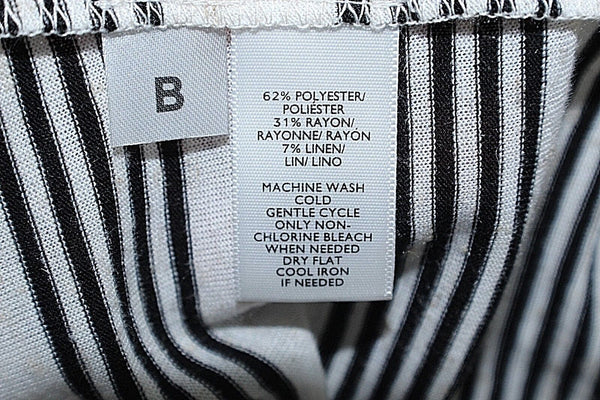 B
62% POLYESTER/
POLIÉSTER
31% RAYON/
RAYONNE/ RAYÓN
7% LINEN/
LIN/ LINO
MACHINE WASH
COLD
GENTLE CYCLE
ONLY NON-
CHLORINE BLEACH
WHEN NEEDED
DRY FLAT
COOL IRON
IF NEEDED